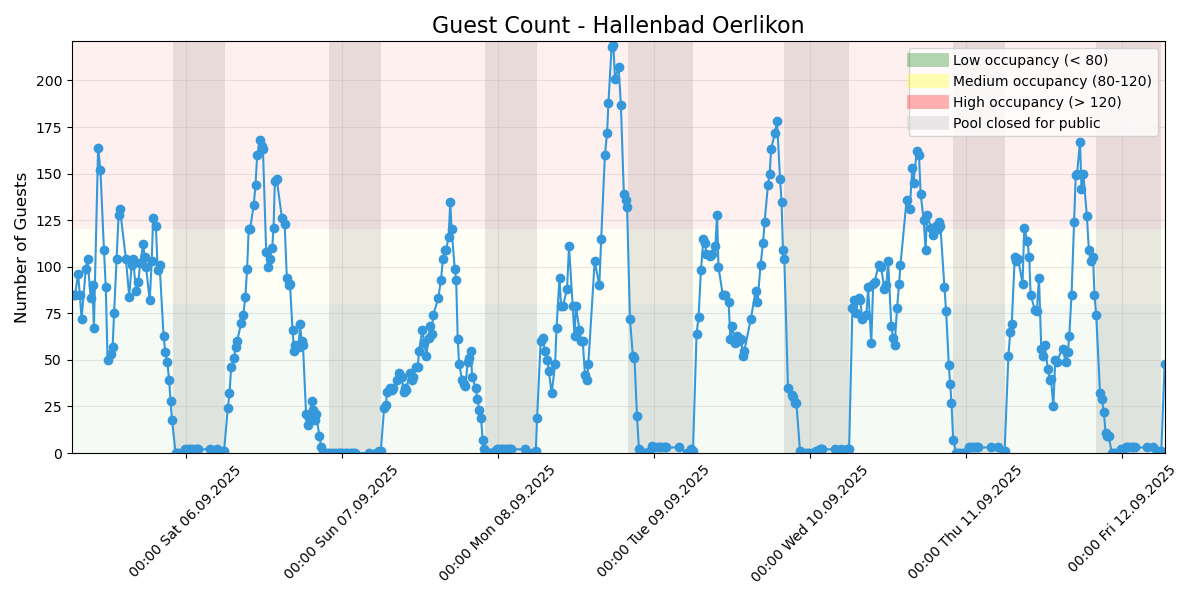 Guest Count - Hallenbad Oerlikon
Number of Guests
200
175
150
125
100
75
50
25
0
Low occupancy (< 80)
Medium occupancy (80-120)
High occupancy (> 120)
Pool closed for public
00:00 Sat 06.09.2025
00:00 Sun 07.09.2025
00:00 Mon 08.09.2025
00:00 Tue 09.09.2025
00:00 Wed 10.09.2025
00:00 Thu 11.09.2025
00:00 Fri 12.09.2025